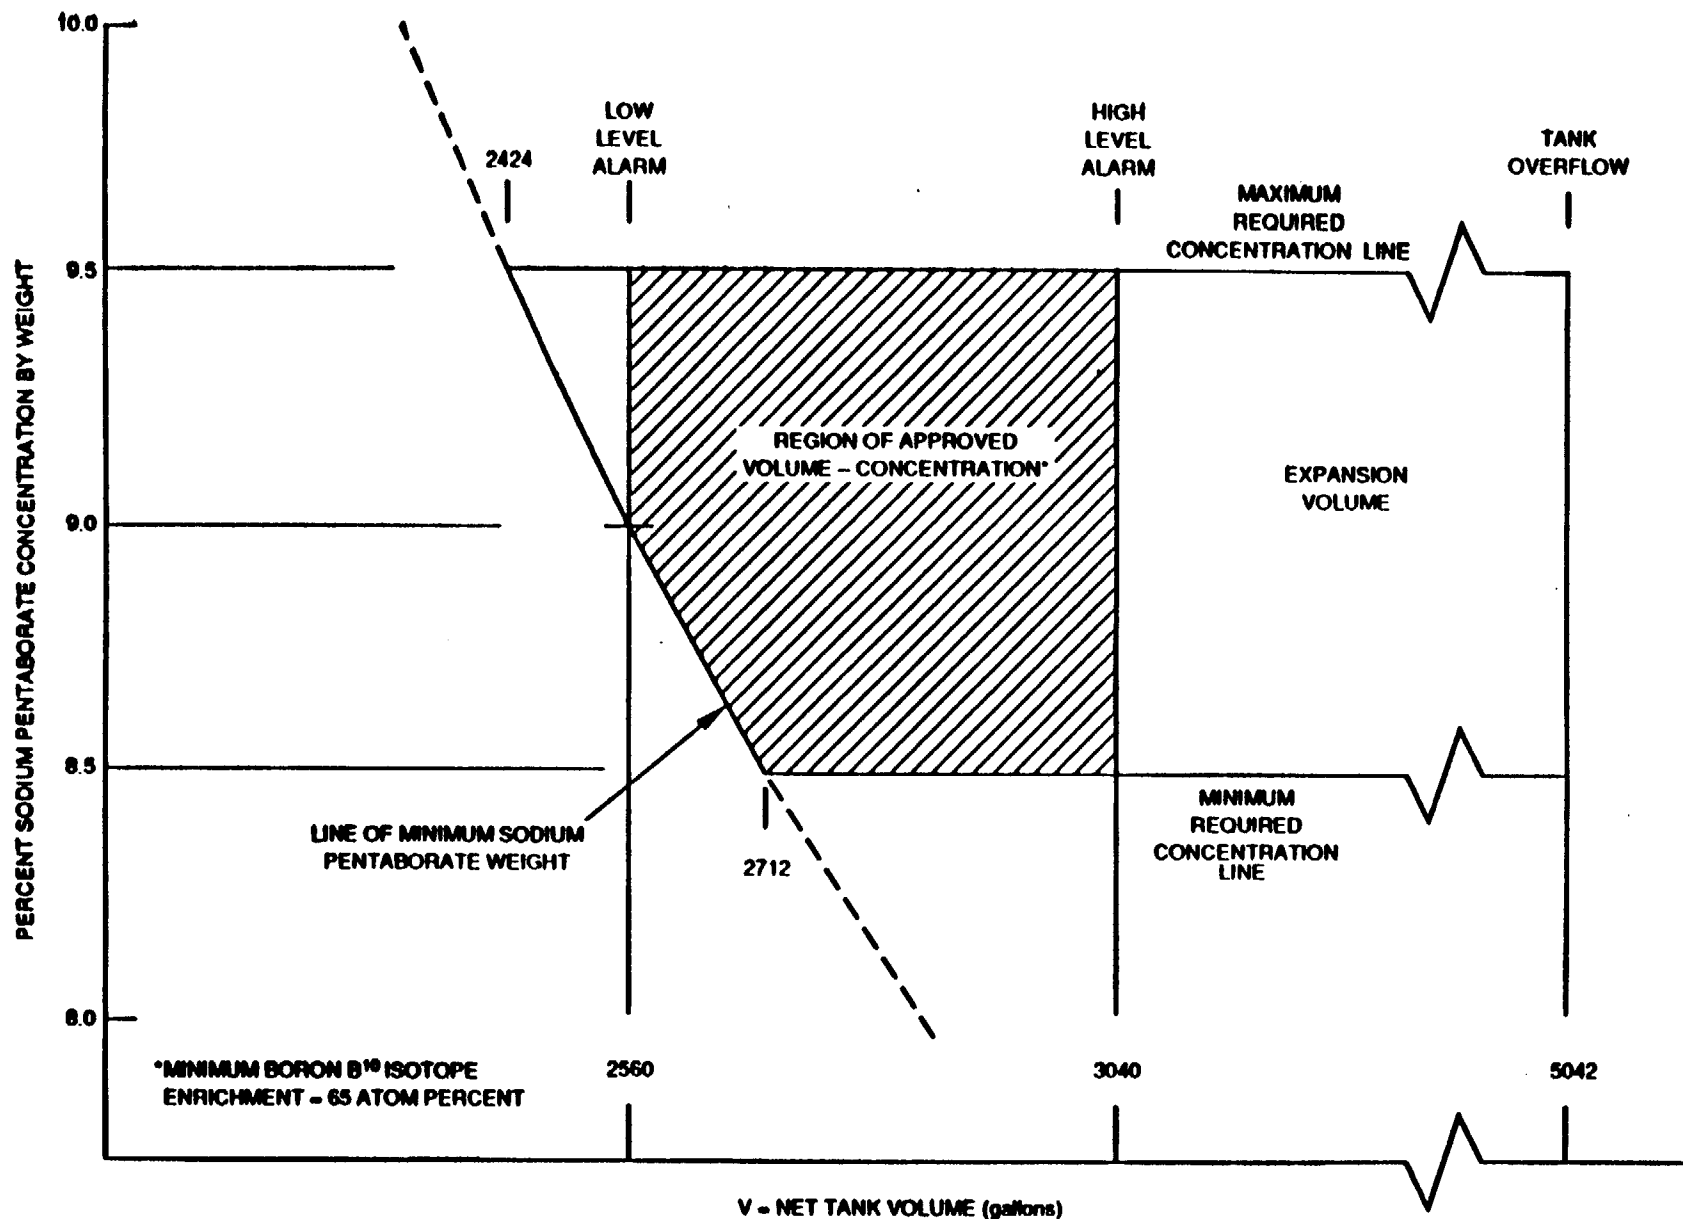 10.0
LOW
LEVEL
ALARM
HIGH
LEVEL
ALARM
TANK
OVERFLOW
2424
MAXIMUM
REQUIRED
CONCENTRATION LINE
9.5
PERCENT SODIUM PENTABORATE CONCENTRATION BY WEIGHT
REGION OF APPROVED
VOLUME – CONCENTRATION*
EXPANSION
VOLUME
9.0
8.5
LINE OF MINIMUM SODIUM
PENTABORATE WEIGHT
2712
MINIMUM
REQUIRED
CONCENTRATION
LINE
8.0
*MINIMUM BORON B¹⁰ ISOTOPE
ENRICHMENT = 65 ATOM PERCENT
2560
3040
5042
V = NET TANK VOLUME (gallons)